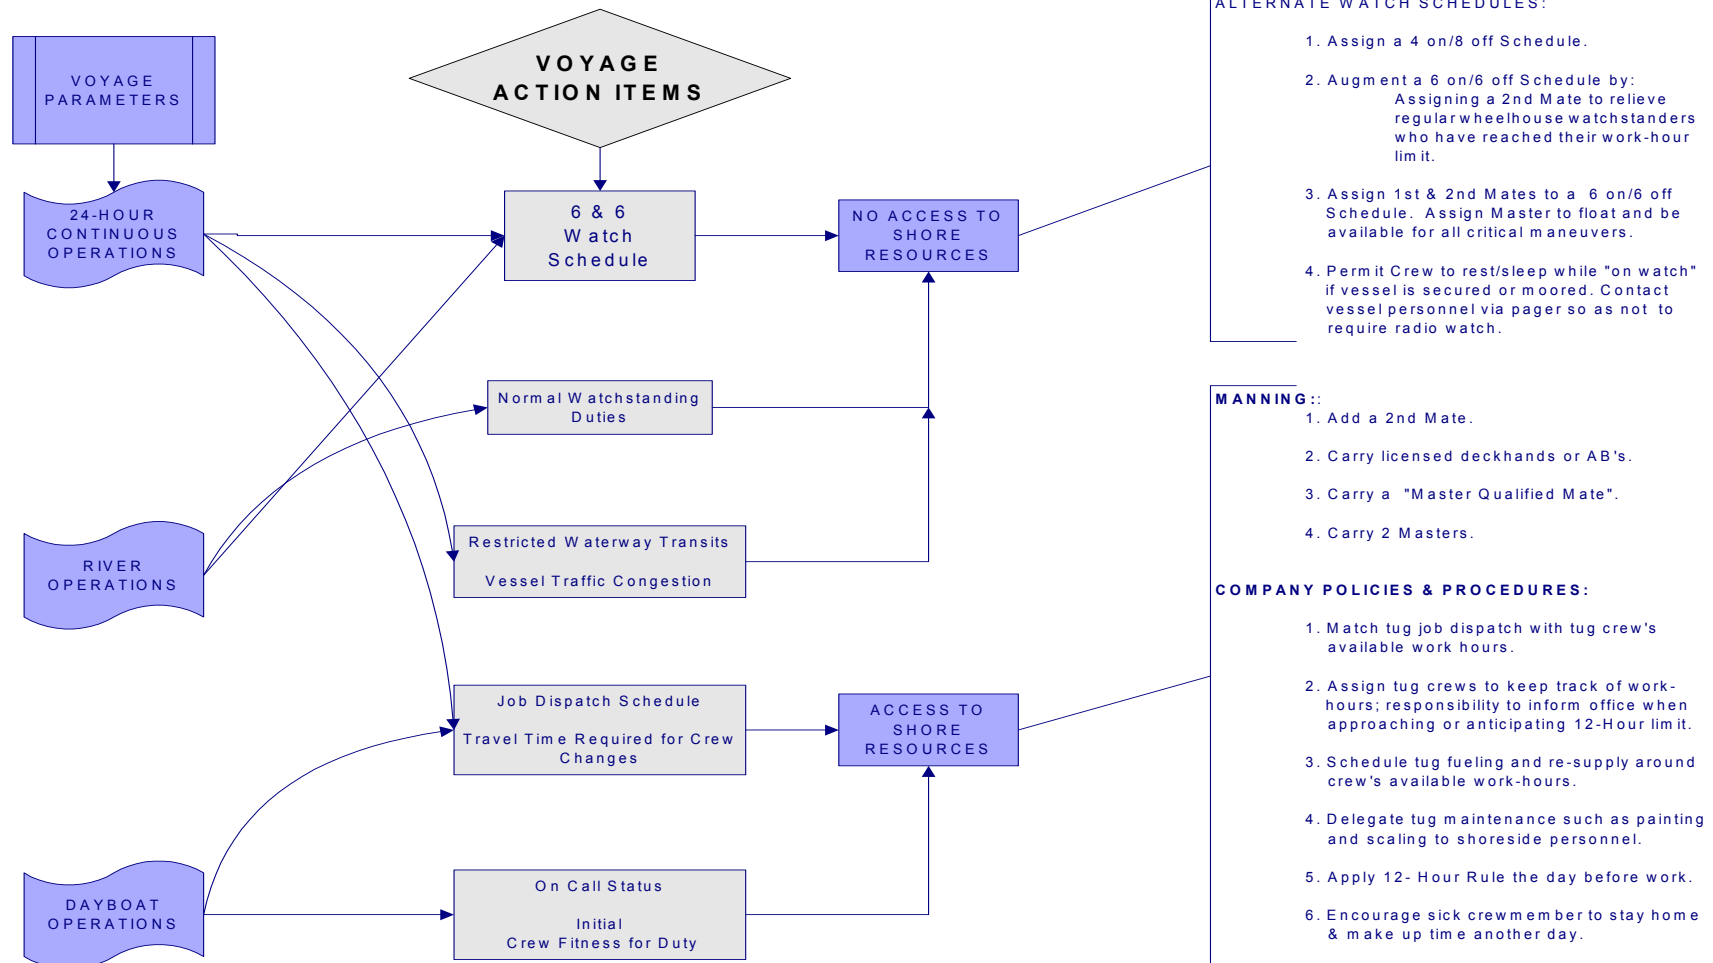 VOYAGE
PARAMETERS
VOYAGE
ACTION ITEMS
24-HOUR
CONTINUOUS
OPERATIONS
6 & 6
Watch
Schedule
NO ACCESS TO
SHORE
RESOURCES
Normal Watchstanding
Duties
RIVER
OPERATIONS
Restricted Waterway Transits
Vessel Traffic Congestion
Job Dispatch Schedule
Travel Time Required for Crew
Changes
ACCESS TO
SHORE
RESOURCES
DAYBOAT
OPERATIONS
On Call Status
Initial
Crew Fitness for Duty
ALTERNATE WATCH SCHEDULES:
1. Assign a 4 on/8 off Schedule.
2. Augment a 6 on/6 off Schedule by:
Assigning a 2nd Mate to relieve
regular wheelhouse watchstanders
who have reached their work-hour
limit.
3. Assign 1st & 2nd Mates to a 6 on/6 off
Schedule. Assign Master to float and be
available for all critical maneuvers.
4. Permit Crew to rest/sleep while "on watch"
if vessel is secured or moored. Contact
vessel personnel via pager so as not to
require radio watch.
MANNING::
1. Add a 2nd Mate.
2. Carry licensed deckhands or AB's.
3. Carry a "Master Qualified Mate".
4. Carry 2 Masters.
COMPANY POLICIES & PROCEDURES:
1. Match tug job dispatch with tug crew's
available work hours.
2. Assign tug crews to keep track of work-
hours; responsibility to inform office when
approaching or anticipating 12-Hour limit.
3. Schedule tug fueling and re-supply around
crew's available work-hours.
4. Delegate tug maintenance such as painting
and scaling to shoreside personnel.
5. Apply 12- Hour Rule the day before work.
6. Encourage sick crewmember to stay home
& make up time another day.